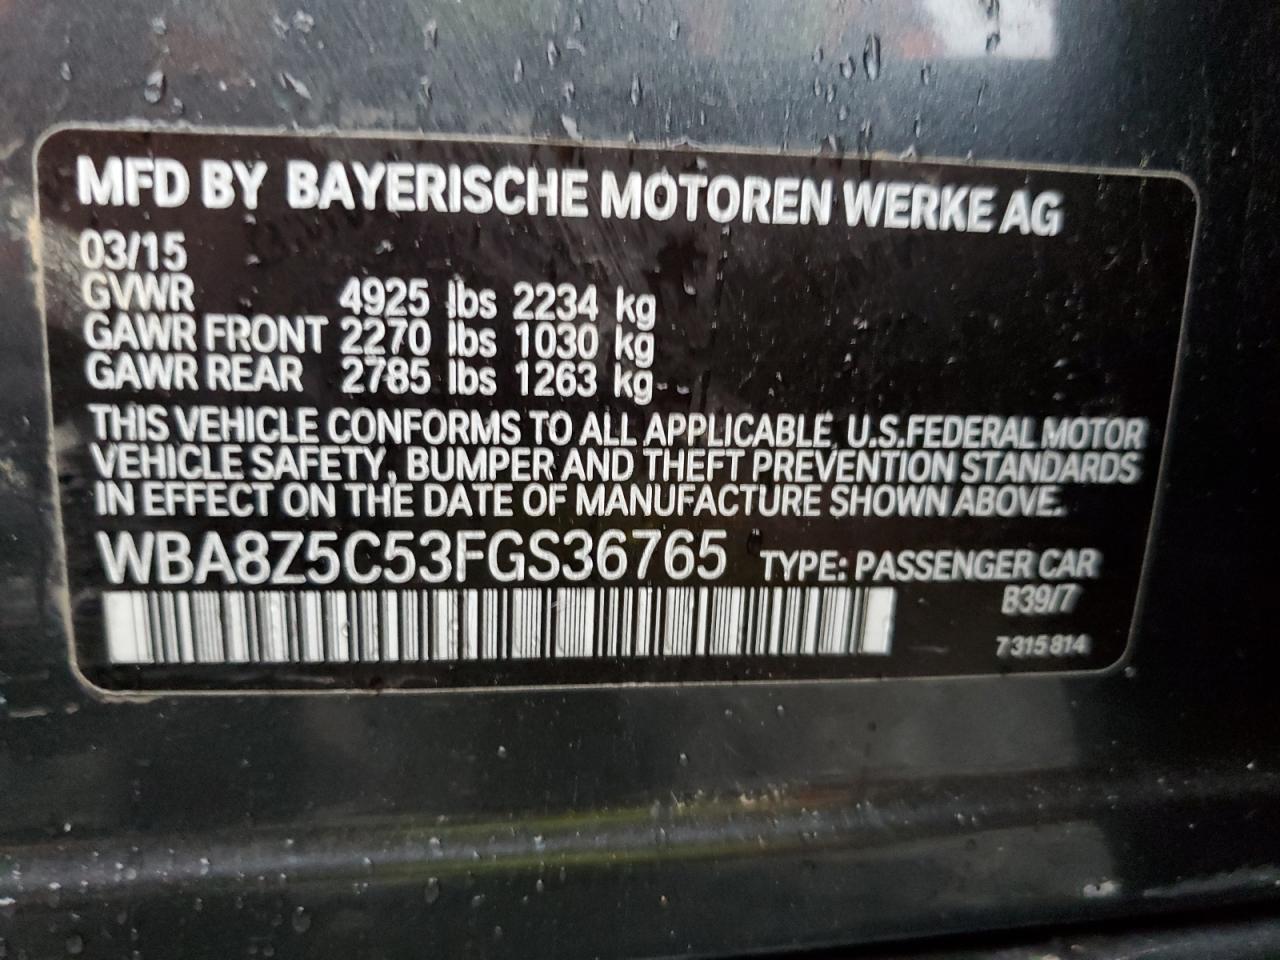 MFD BY BAYERISCHE MOTOREN WERKE AG
03/15
GVWR 4925 lbs 2234 kg
GAWR FRONT 2270 lbs 1030 kg
GAWR REAR 2785 lbs 1263 kg
THIS VEHICLE CONFORMS TO ALL APPLICABLE U.S.FEDERAL MOTOR
VEHICLE SAFETY, BUMPER AND THEFT PREVENTION STANDARDS
IN EFFECT ON THE DATE OF MANUFACTURE SHOWN ABOVE.
WBA8Z5C53FGS36765 TYPE: PASSENGER CAR
B39/7
7 315 814